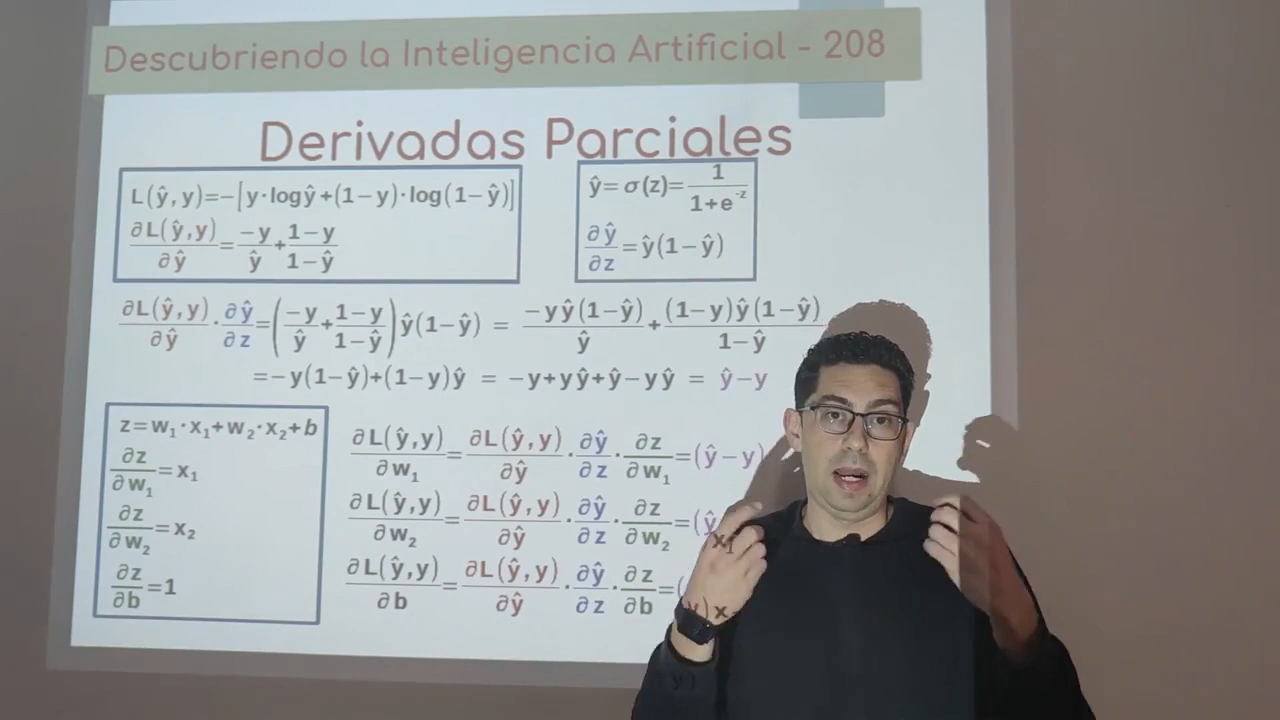 Descubriendo la Inteligencia Artificial - 208
Derivadas Parciales
L(ŷ,y)=-[y·logŷ+(1-y)·log(1-ŷ)]
∂L(ŷ,y)/∂ŷ = -y/ŷ + 1-y/1-ŷ
ŷ=σ(z)= 1/1+e^-z
∂ŷ/∂z =ŷ(1-ŷ)
∂L(ŷ,y)/∂ŷ · ∂ŷ/∂z =(-y/ŷ + 1-y/1-ŷ)ŷ(1-ŷ) = -yŷ(1-ŷ)/ŷ + (1-y)ŷ(1-ŷ)/1-ŷ
=-y(1-ŷ)+(1-y)ŷ = -y+yŷ+ŷ-yŷ = ŷ-y
z=w₁·x₁+w₂·x₂+b
∂z/∂w₁ =x₁
∂z/∂w₂ =x₂
∂z/∂b =1
∂L(ŷ,y)/∂w₁ = ∂L(ŷ,y)/∂ŷ · ∂ŷ/∂z · ∂z/∂w₁ =(ŷ-y) x₁
∂L(ŷ,y)/∂w₂ = ∂L(ŷ,y)/∂ŷ · ∂ŷ/∂z · ∂z/∂w₂ =(ŷ y) x
∂L(ŷ,y)/∂b = ∂L(ŷ,y)/∂ŷ · ∂ŷ/∂z · ∂z/∂b =( y)